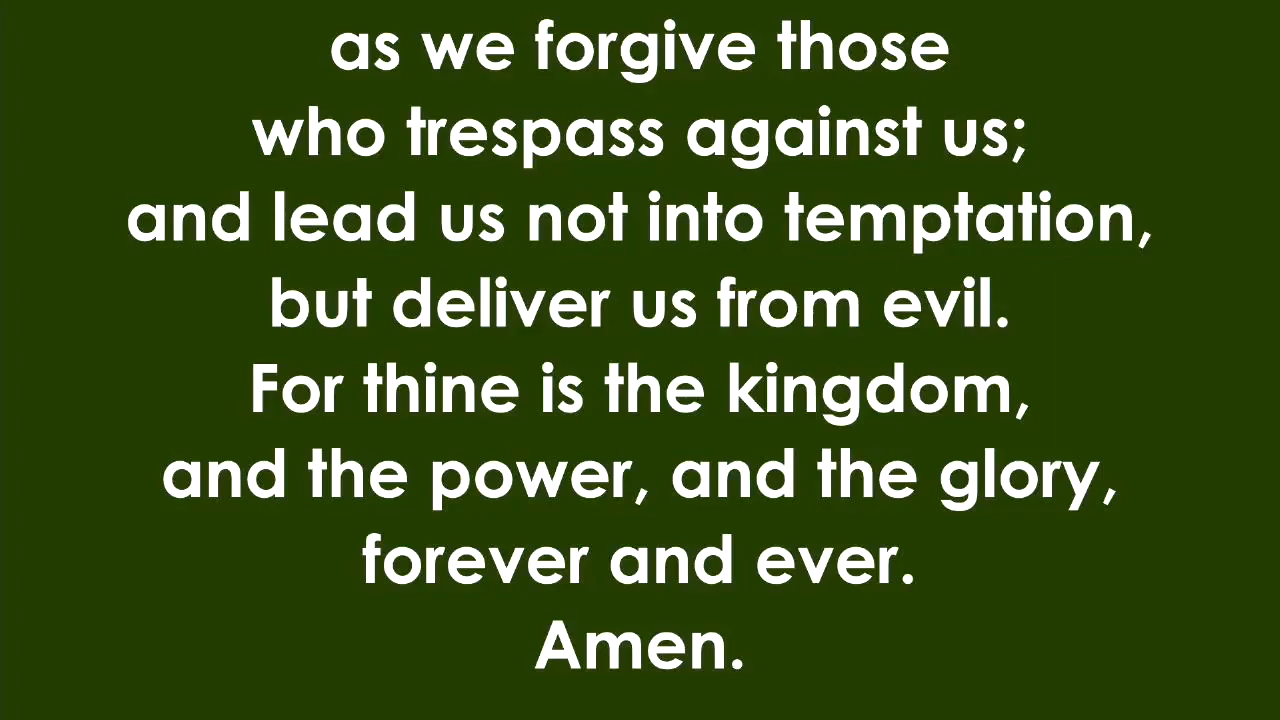 as we forgive those
who trespass against us;
and lead us not into temptation,
but deliver us from evil.
For thine is the kingdom,
and the power, and the glory,
forever and ever.
Amen.